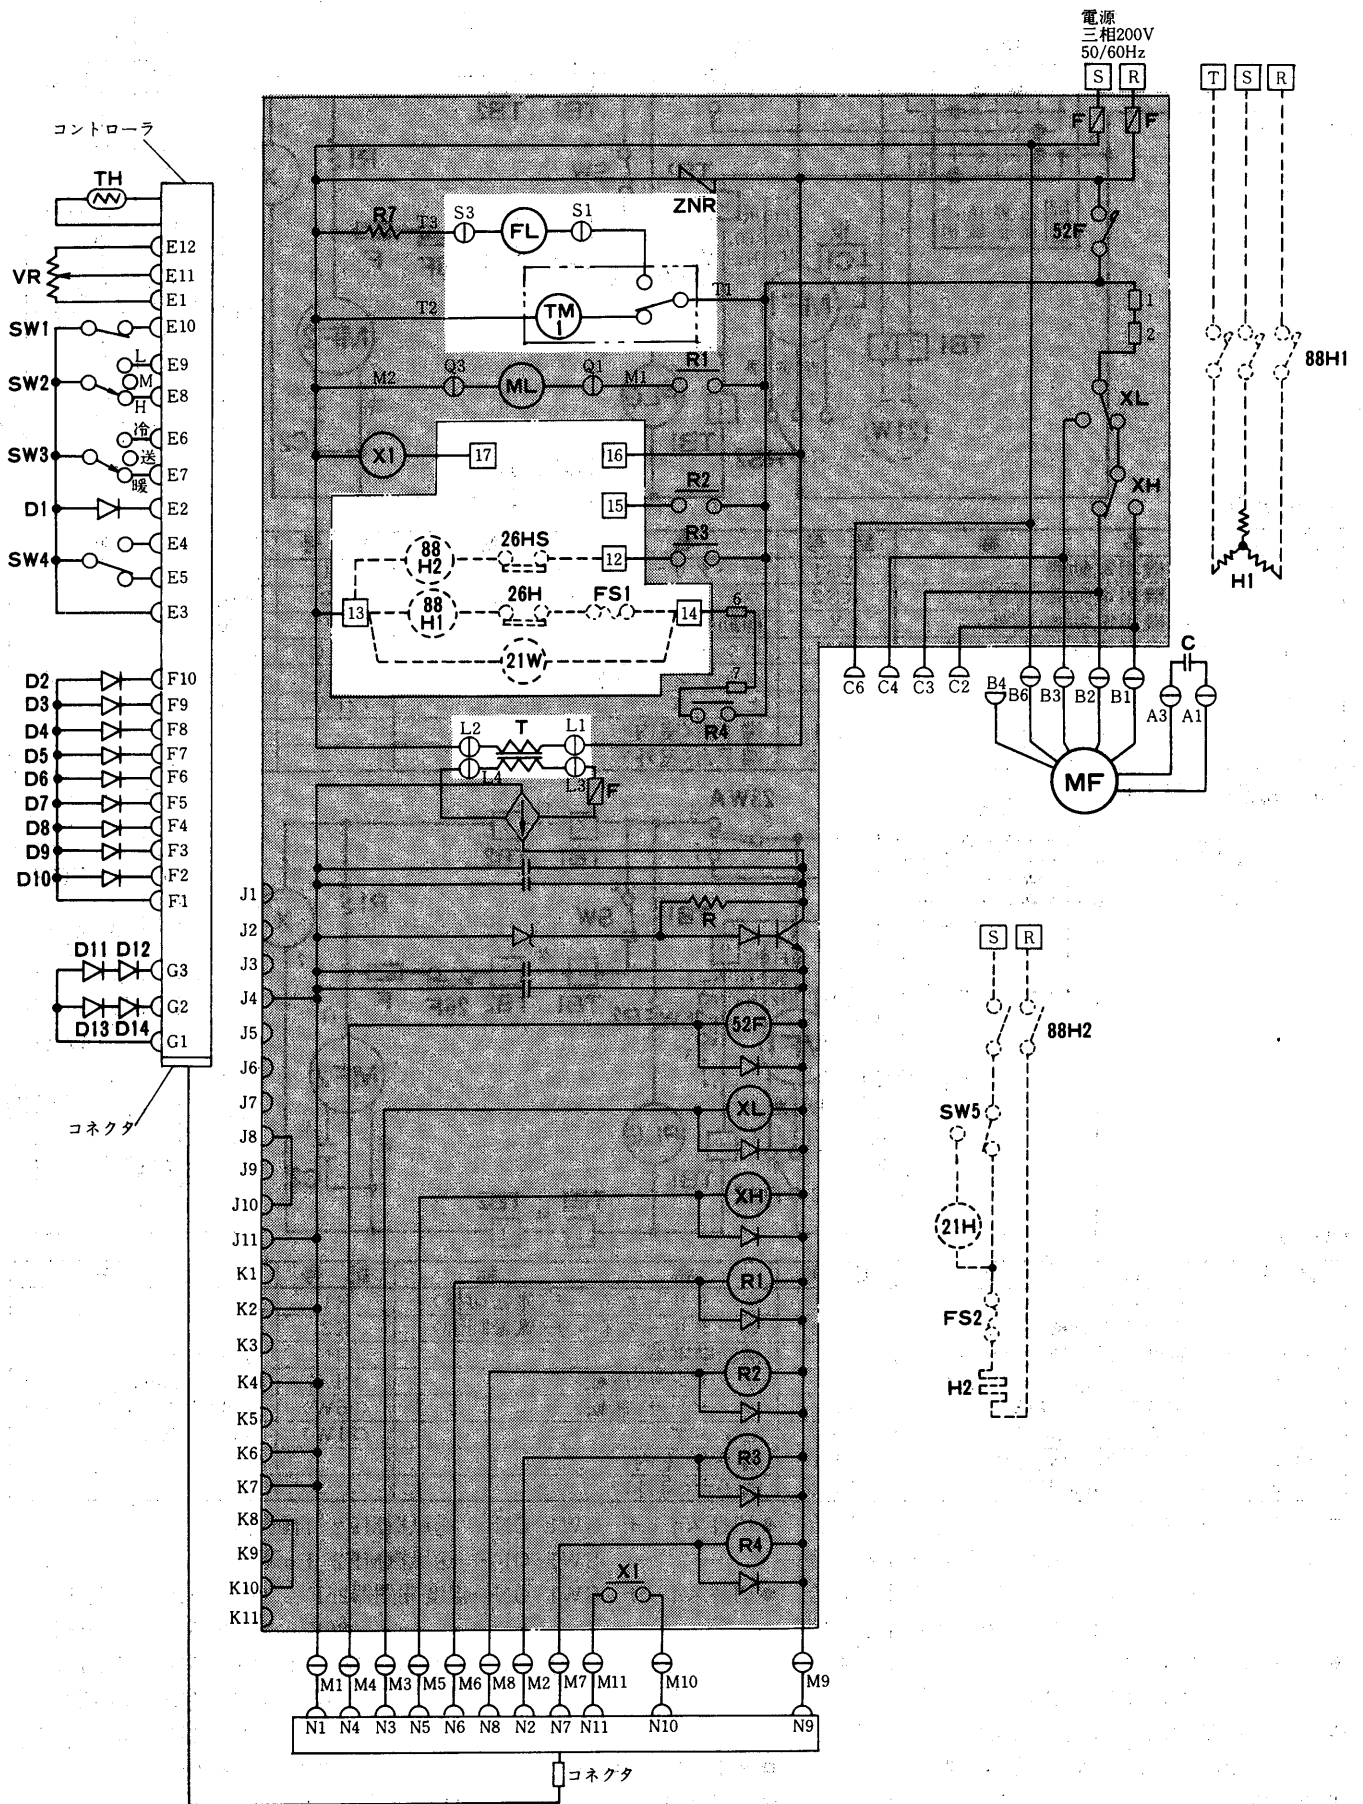 電源
三相200V
50/60Hz
S R T S R
コントローラ
F F
TH
ZNR
R7 T3 S3 FL S1
52F
E12
VR E11
E1
T2 TM
1
T1
1
2
SW1 E10
88H1
L E9
SW2 M
H E8
M2 Q3 ML Q1 M1 R1
XL
冷 E6
SW3 送
暖 E7
X1 17 16
XH
D1 E2
15 R2
E4
SW4
E5
88
H2
26HS 12 R3
H1
E3
13 88
H1
26H FS1 14 6
21W
7
R4
C6 C4 C3 C2 B4 B6 B3 B2 B1 A3 A1
C
MF
D2 F10
D3 F9
D4 F8
D5 F7
D6 F6
D7 F5
D8 F4
D9 F3
D10 F2
F1
L2 T L1
L4 L3 F
D11 D12 G3
G2
D13 D14
G1
コネクタ
J1
J2
J3
J4
J5
J6
J7
J8
J9
J10
J11
K1
K2
K3
K4
K5
K6
K7
K8
K9
K10
K11
R
52F
XL
XH
R1
R2
R3
R4
X1
S R
88H2
SW5
21H
FS2
H2
M1 M4 M3 M5 M6 M8 M2 M7 M11 M10 M9
N1 N4 N3 N5 N6 N8 N2 N7 N11 N10 N9
コネクタ